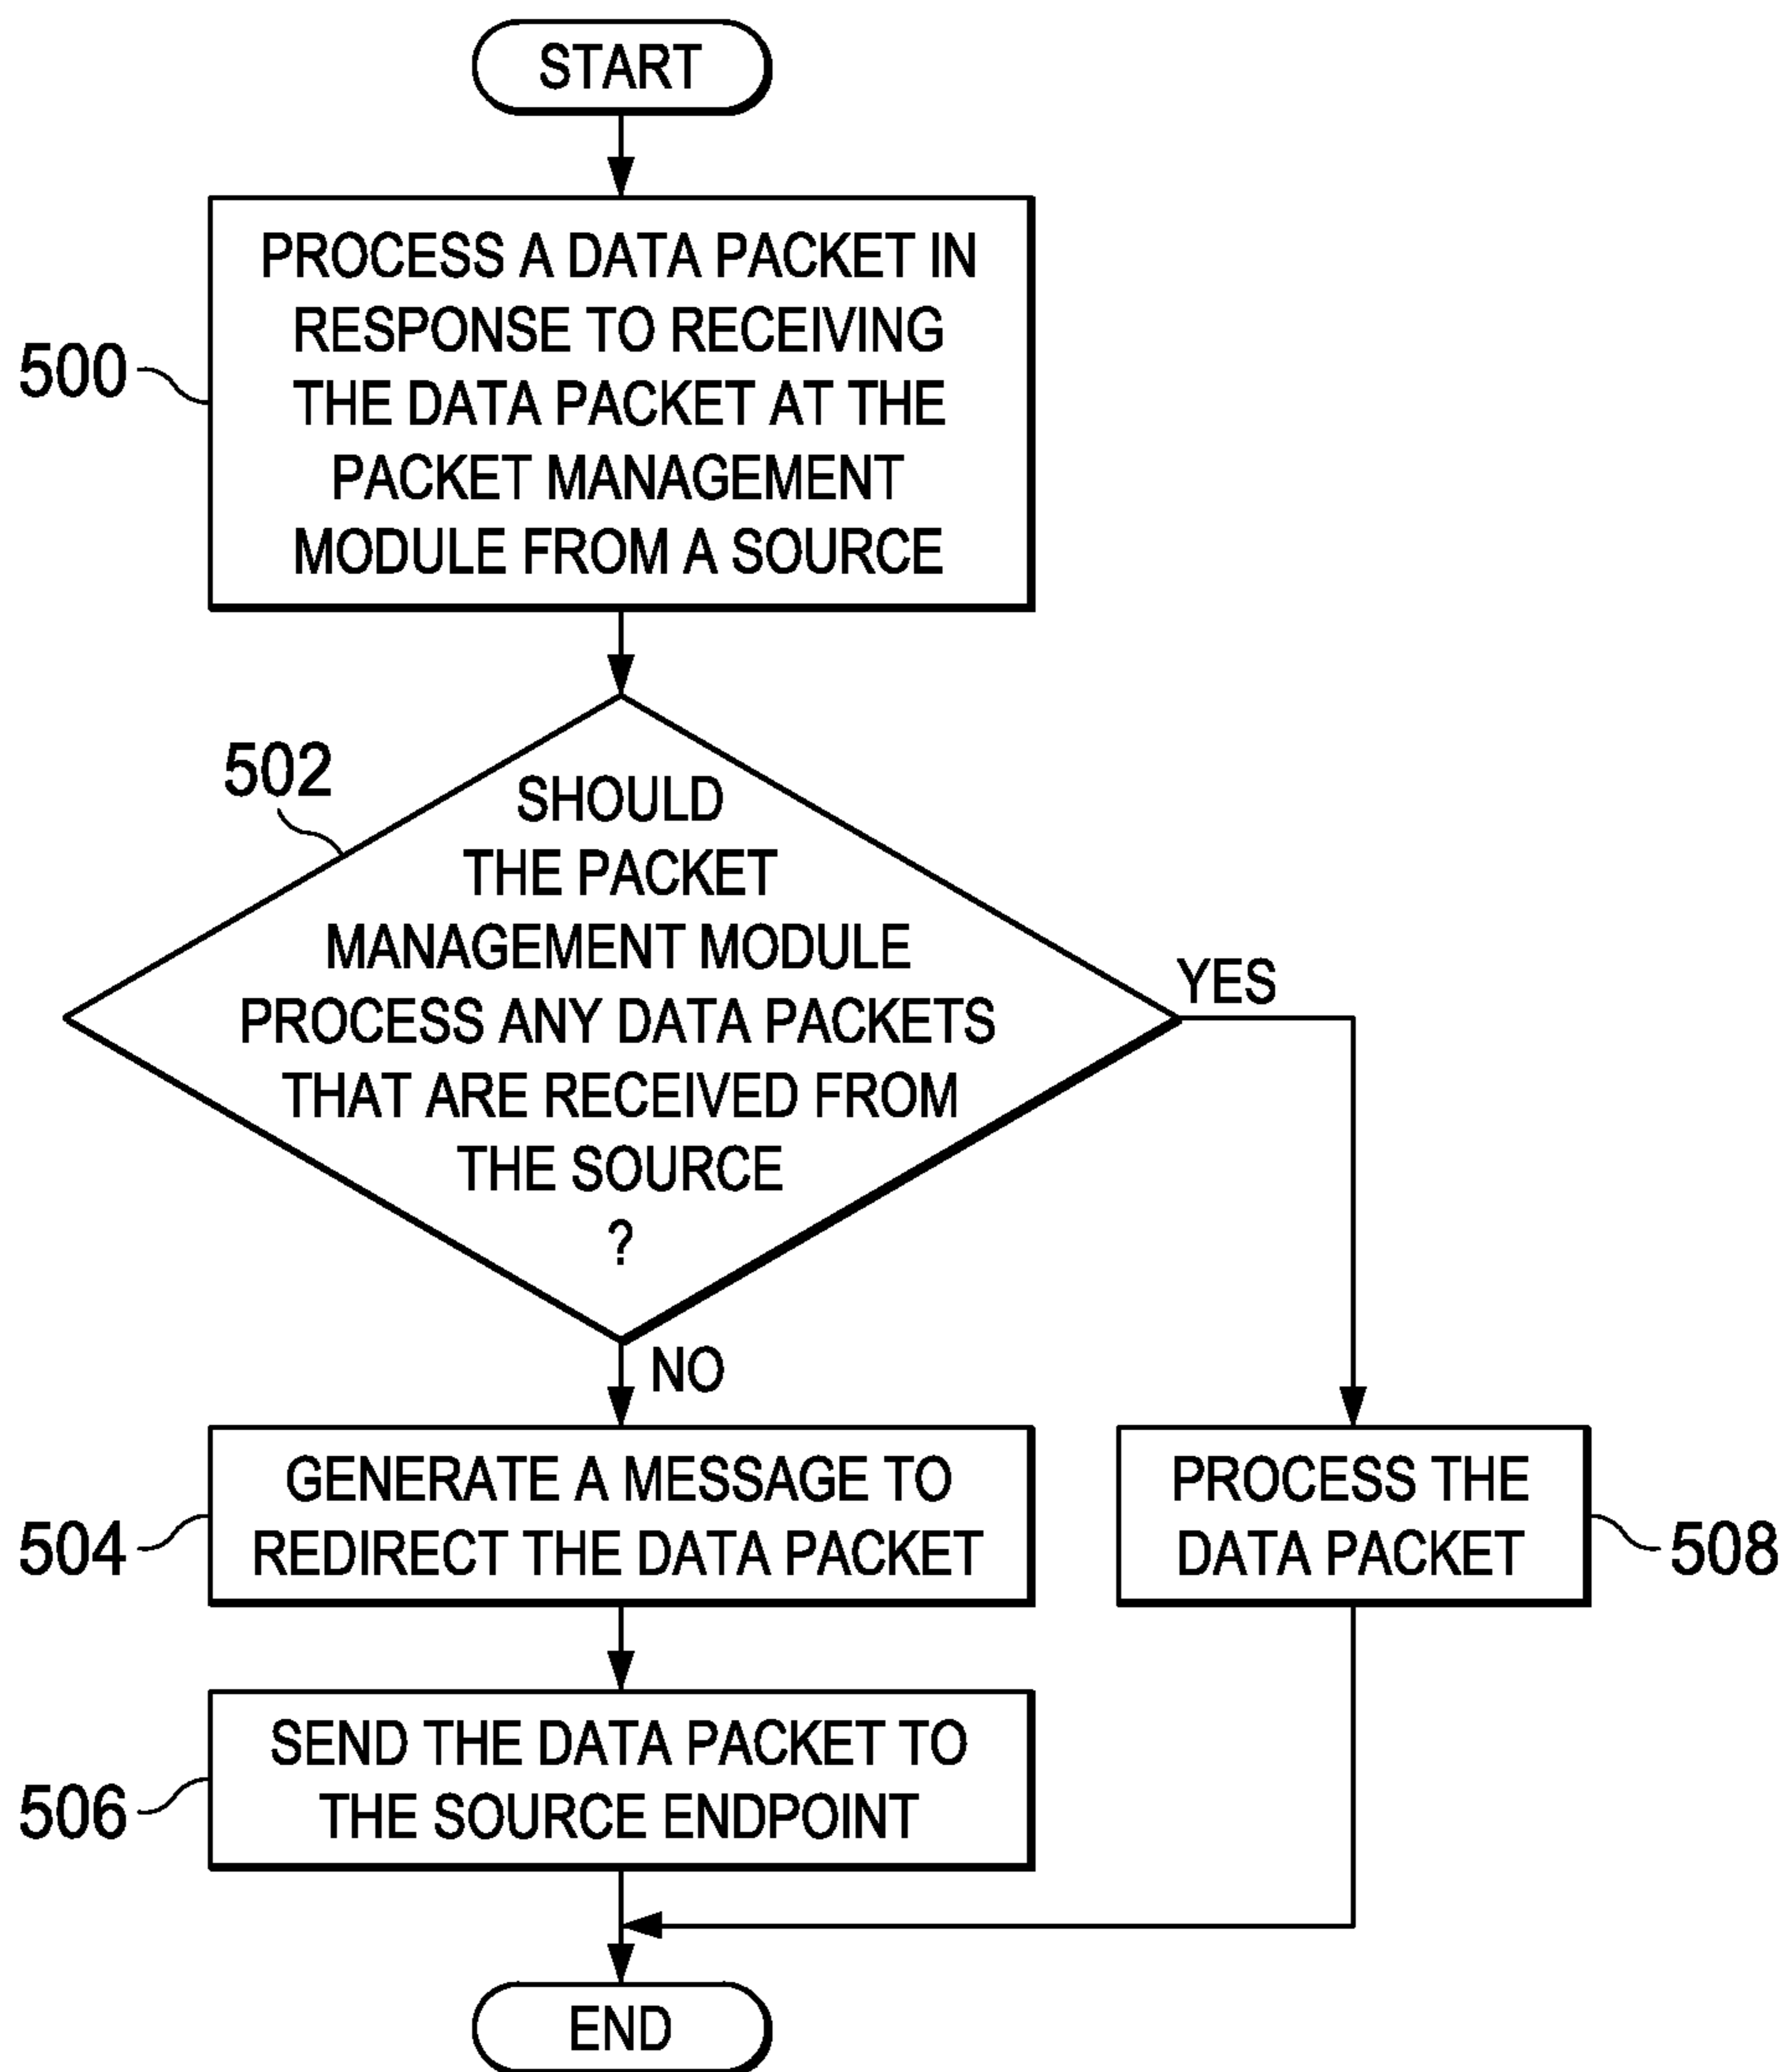 START
PROCESS A DATA PACKET IN
RESPONSE TO RECEIVING
THE DATA PACKET AT THE
PACKET MANAGEMENT
MODULE FROM A SOURCE
500
502
SHOULD
THE PACKET
MANAGEMENT MODULE
PROCESS ANY DATA PACKETS
THAT ARE RECEIVED FROM
THE SOURCE
?
YES
NO
GENERATE A MESSAGE TO
REDIRECT THE DATA PACKET
504
PROCESS THE
DATA PACKET
508
SEND THE DATA PACKET TO
THE SOURCE ENDPOINT
506
END